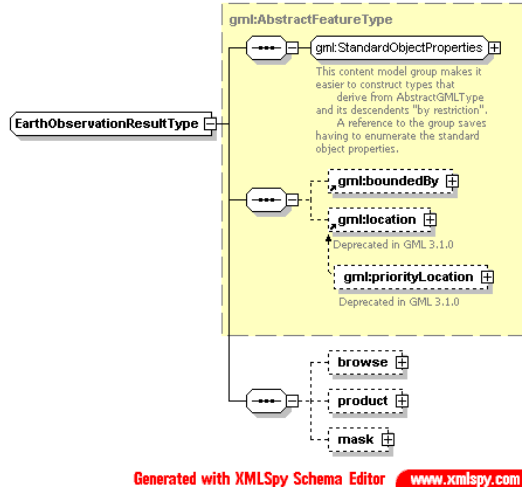 gml:AbstractFeatureType
gml:StandardObjectProperties
This content model group makes it
easier to construct types that
derive from AbstractGMLType
and its descendents "by restriction".
A reference to the group saves
having to enumerate the standard
object properties.
EarthObservationResultType
gml:boundedBy
gml:location
Deprecated in GML 3.1.0
gml:priorityLocation
Deprecated in GML 3.1.0
browse
product
mask
Generated with XMLSpy Schema Editor www.xmlspy.com